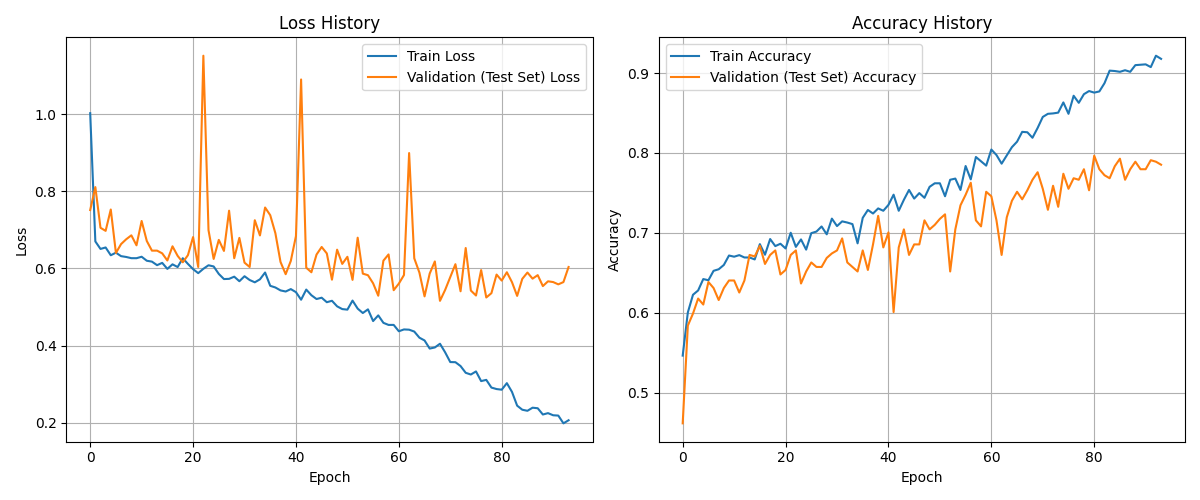 Loss History
Train Loss
Validation (Test Set) Loss
1.0
0.8
0.6
0.4
0.2
Loss
0
20
40
60
80
Epoch
Accuracy History
Train Accuracy
Validation (Test Set) Accuracy
0.9
0.8
0.7
0.6
0.5
Accuracy
0
20
40
60
80
Epoch